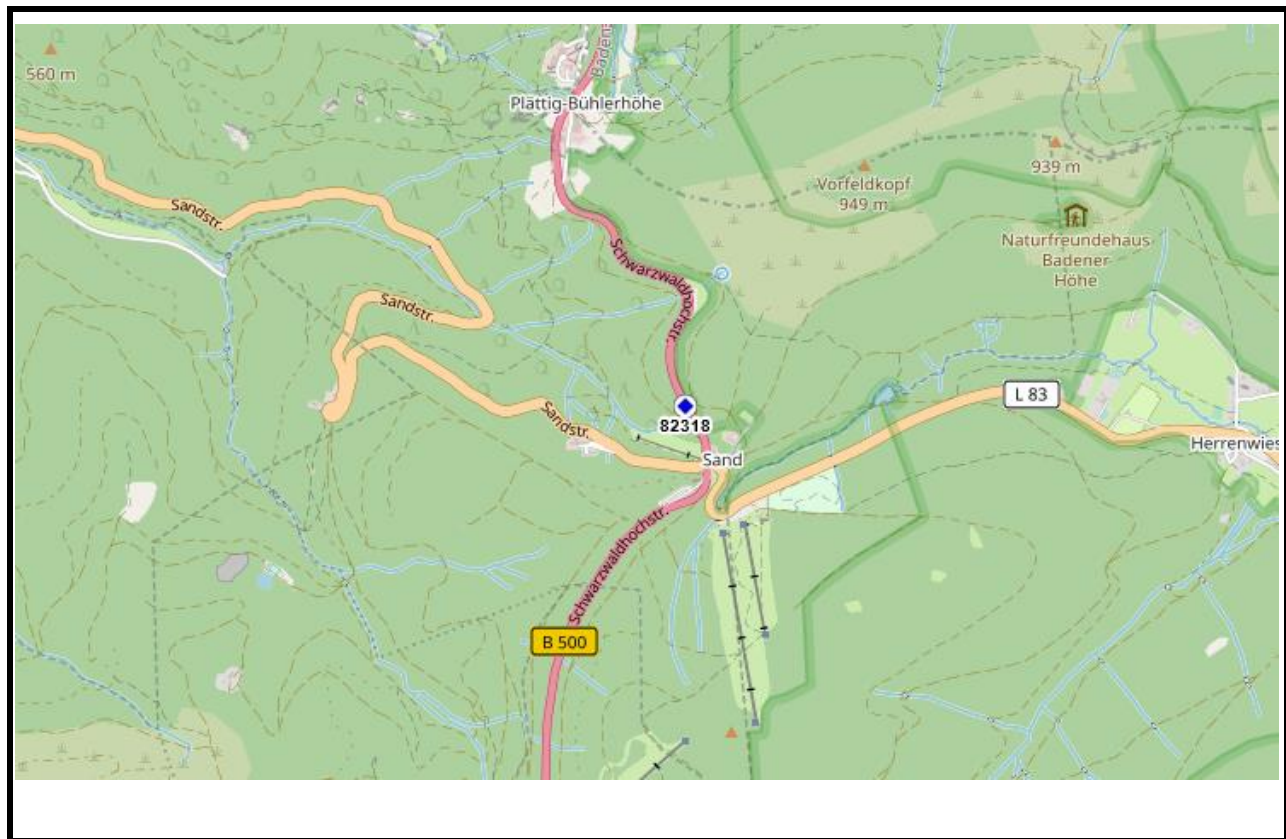 560 m
Baden
Plättig-Bühlerhöhe
939 m
Vorfeldkopf
949 m
Sandstr.
Naturfreundehaus
Badener
Höhe
Schwarzwaldhochstr.
Sandstr.
L 83
82318
Sandstr.
Herrenwies
Sand
Schwarzwaldhochstr.
B 500